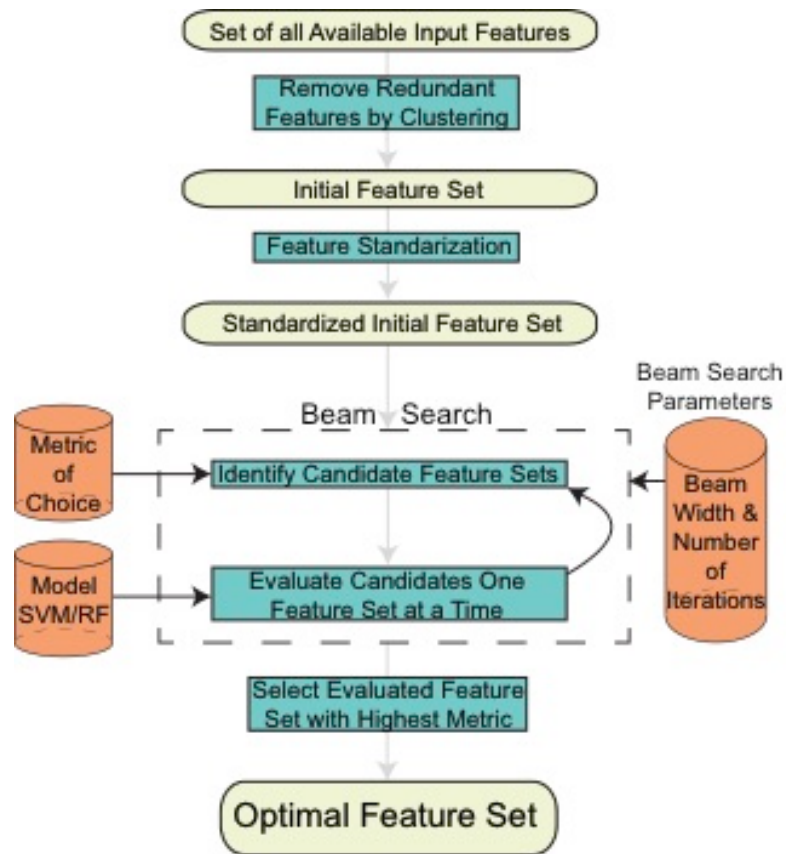 Set of all Available Input Features
Remove Redundant
Features by Clustering
Initial Feature Set
Feature Standarization
Standardized Initial Feature Set
Beam Search
Parameters
Beam Search
Metric
of
Choice
Identify Candidate Feature Sets
Beam
Width &
Number
of
Iterations
Model
SVM/RF
Evaluate Candidates One
Feature Set at a Time
Select Evaluated Feature
Set with Highest Metric
Optimal Feature Set